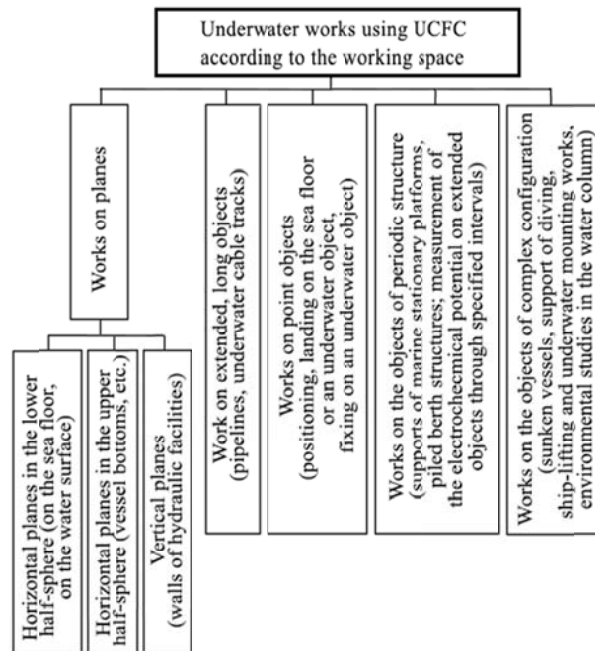 Underwater works using UCFC
according to the working space
Works on planes
Horizontal planes in the lower
half-sphere (on the sea floor,
on the water surface)
Horizontal planes in the upper
half-sphere (vessel bottoms, etc.)
Vertical planes
(walls of hydraulic facilities)
Work on extended, long objects
(pipelines, underwater cable tracks)
Works on point objects
(positioning, landing on the sea floor
or an underwater object,
fixing on an underwater object)
Works on the objects of periodic structure
(supports of marine stationary platforms,
piled berth structures; measurement of
the electrochecmical potential on extended
objects through specified intervals)
Works on the objects of complex configuration
(sunken vessels, support of diving,
ship-lifting and underwater mounting works,
environmental studies in the water column)